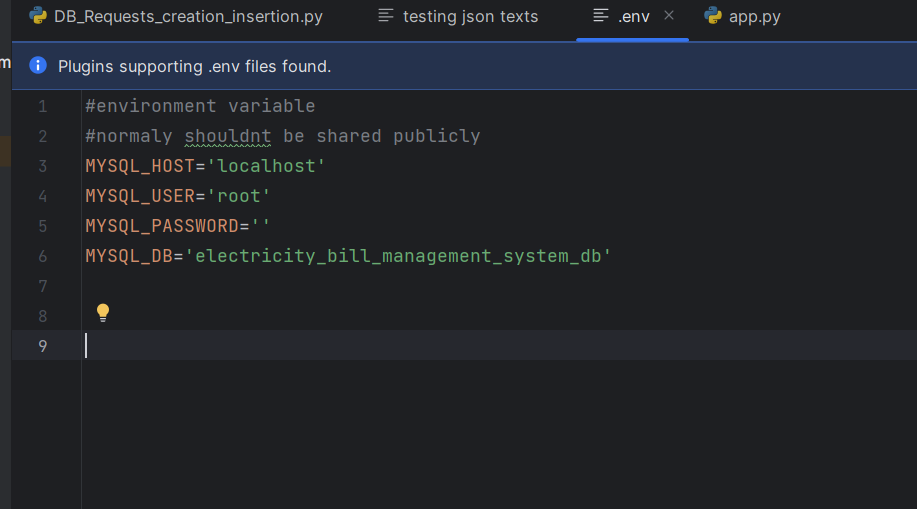 DB_Requests_creation_insertion.py testing json texts .env app.py
m
Plugins supporting .env files found.
1 #environment variable
2 #normaly shouldnt be shared publicly
3 MYSQL_HOST='localhost'
4 MYSQL_USER='root'
5 MYSQL_PASSWORD=''
6 MYSQL_DB='electricity_bill_management_system_db'
7
8
9